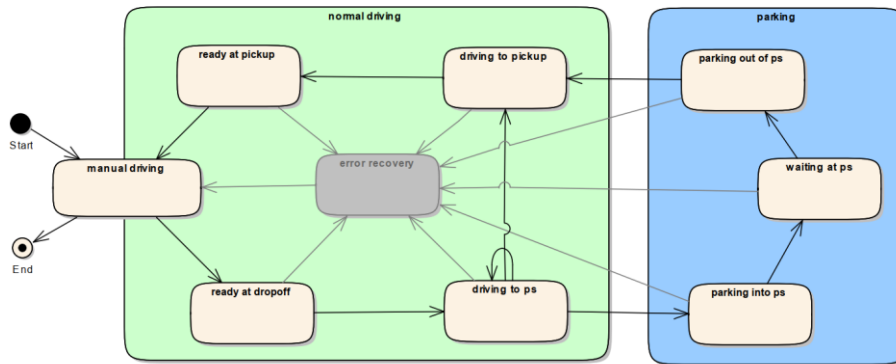 normal driving
parking
ready at pickup
driving to pickup
parking out of ps
Start
manual driving
error recovery
waiting at ps
End
ready at dropoff
driving to ps
parking into ps